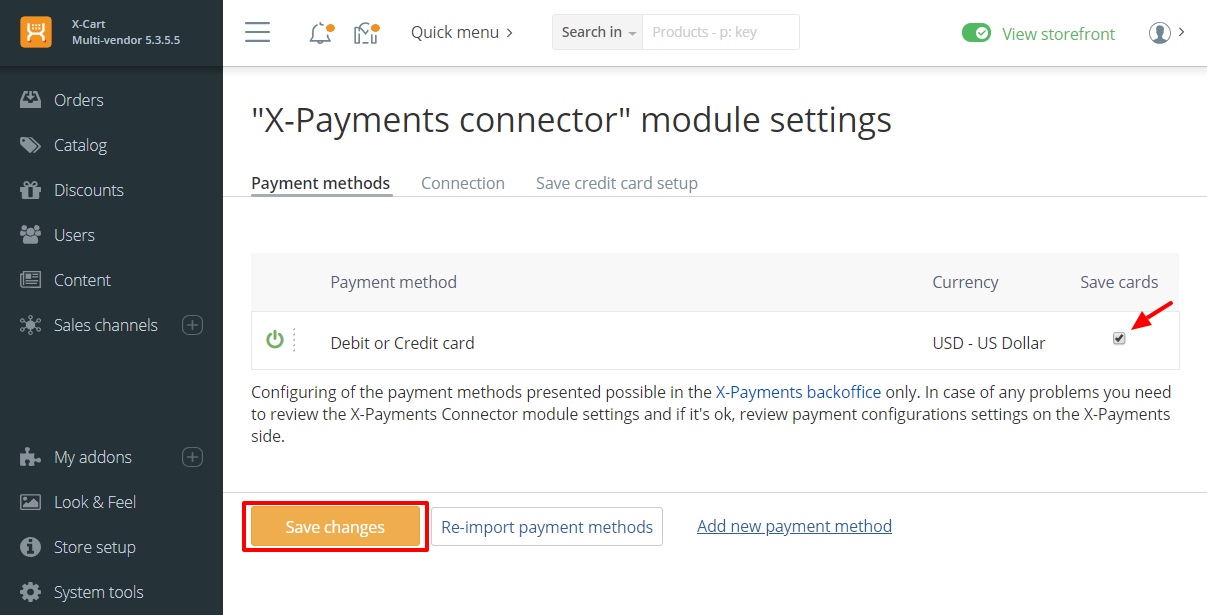 X-Cart
Multi-vendor 5.3.5.5
Quick menu
Search in
Products - p: key
View storefront
Orders
Catalog
Discounts
Users
Content
Sales channels
My addons
Look & Feel
Store setup
System tools
"X-Payments connector" module settings
Payment methods
Connection
Save credit card setup
Payment method
Currency
Save cards
Debit or Credit card
USD - US Dollar
Configuring of the payment methods presented possible in the X-Payments backoffice only. In case of any problems you need
to review the X-Payments Connector module settings and if it's ok, review payment configurations settings on the X-Payments
side.
Save changes
Re-import payment methods
Add new payment method